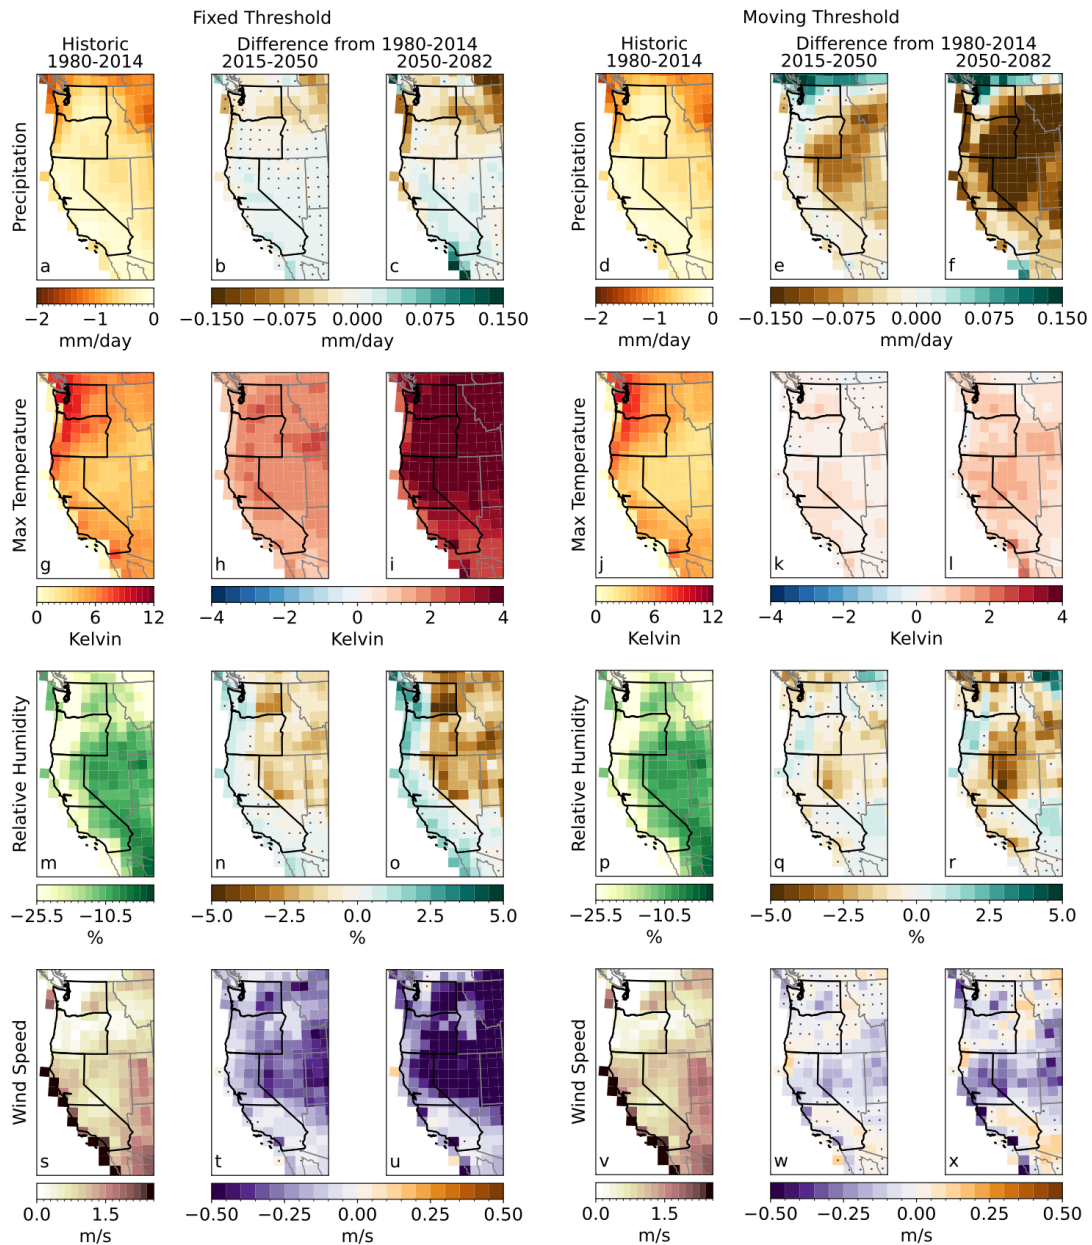 Fixed Threshold
Moving Threshold
Historic
1980-2014
Difference from 1980-2014
2015-2050
2050-2082
Historic
1980-2014
Difference from 1980-2014
2015-2050
2050-2082
Precipitation
a
b
c
Precipitation
d
e
f
−2 −1 0
mm/day
−0.150 −0.075 0.000 0.075 0.150
mm/day
−2 −1 0
mm/day
−0.150 −0.075 0.000 0.075 0.150
mm/day
Max Temperature
g
h
i
Max Temperature
j
k
l
0 6 12
Kelvin
−4 −2 0 2 4
Kelvin
0 6 12
Kelvin
−4 −2 0 2 4
Kelvin
Relative Humidity
m
n
o
Relative Humidity
p
q
r
−25.5 −10.5
%
−5.0 −2.5 0.0 2.5 5.0
%
−25.5 −10.5
%
−5.0 −2.5 0.0 2.5 5.0
%
Wind Speed
s
t
u
Wind Speed
v
w
x
0.0 1.5
m/s
−0.50 −0.25 0.00 0.25 0.50
m/s
0.0 1.5
m/s
−0.50 −0.25 0.00 0.25 0.50
m/s